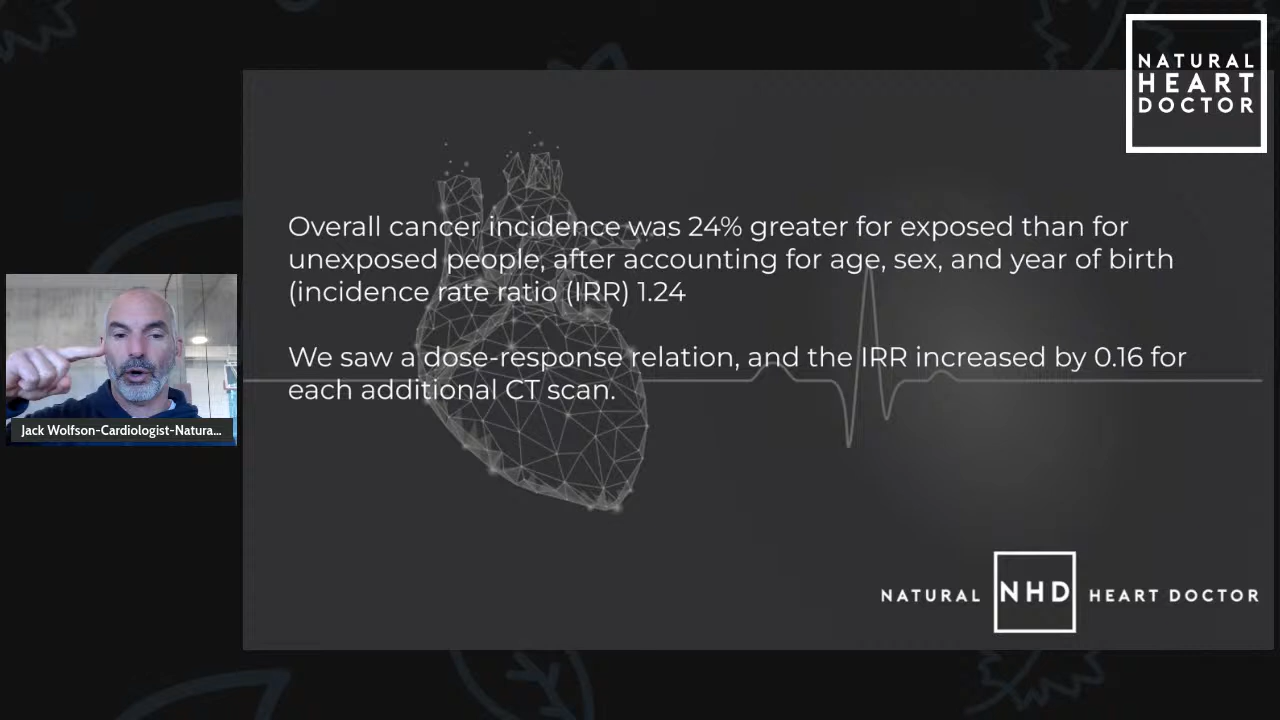 NATURAL
HEART
DOCTOR
Overall cancer incidence was 24% greater for exposed than for
unexposed people, after accounting for age, sex, and year of birth
(incidence rate ratio (IRR) 1.24
We saw a dose-response relation, and the IRR increased by 0.16 for
each additional CT scan.
Jack Wolfson-Cardiologist-Natura...
NATURAL NHD HEART DOCTOR